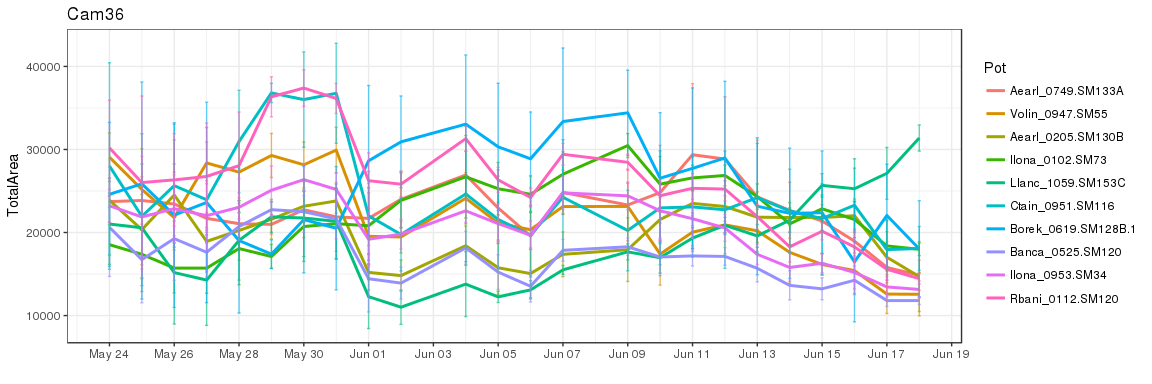 Cam36
TotalArea
40000
30000
20000
10000
May 24 May 26 May 28 May 30 Jun 01 Jun 03 Jun 05 Jun 07 Jun 09 Jun 11 Jun 13 Jun 15 Jun 17 Jun 19
Pot
Aearl_0749.SM133A
Volin_0947.SM55
Aearl_0205.SM130B
Ilona_0102.SM73
Llanc_1059.SM153C
Ctain_0951.SM116
Borek_0619.SM128B.1
Banca_0525.SM120
Ilona_0953.SM34
Rbani_0112.SM120